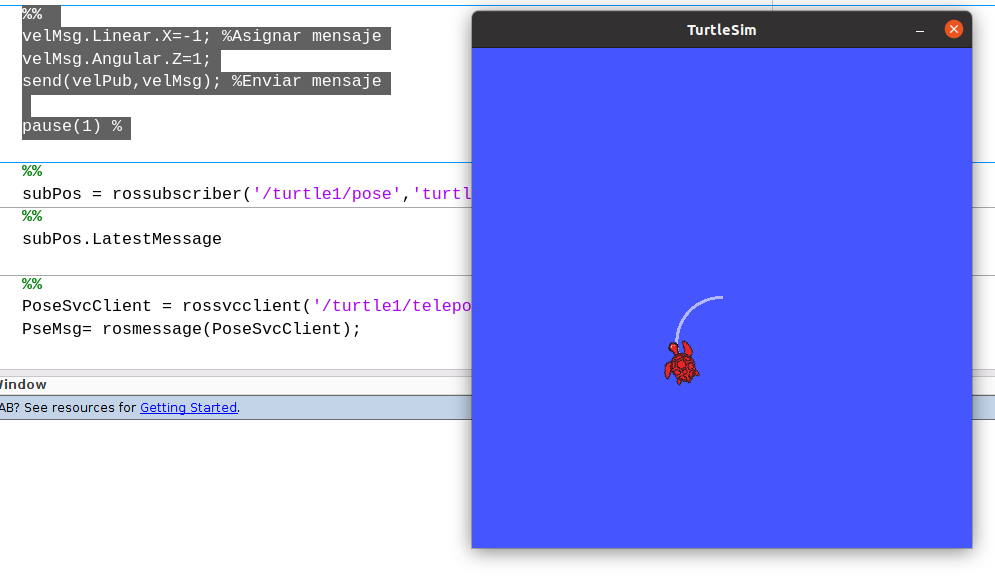 %%
velMsg.Linear.X=-1; %Asignar mensaje
velMsg.Angular.Z=1;
send(velPub,velMsg); %Enviar mensaje
pause(1) %
%%
subPos = rossubscriber('/turtle1/pose','turtl
%%
subPos.LatestMessage
%%
PoseSvcClient = rossvcclient('/turtle1/telepo
PseMsg= rosmessage(PoseSvcClient);
Window
AB? See resources for Getting Started.
TurtleSim